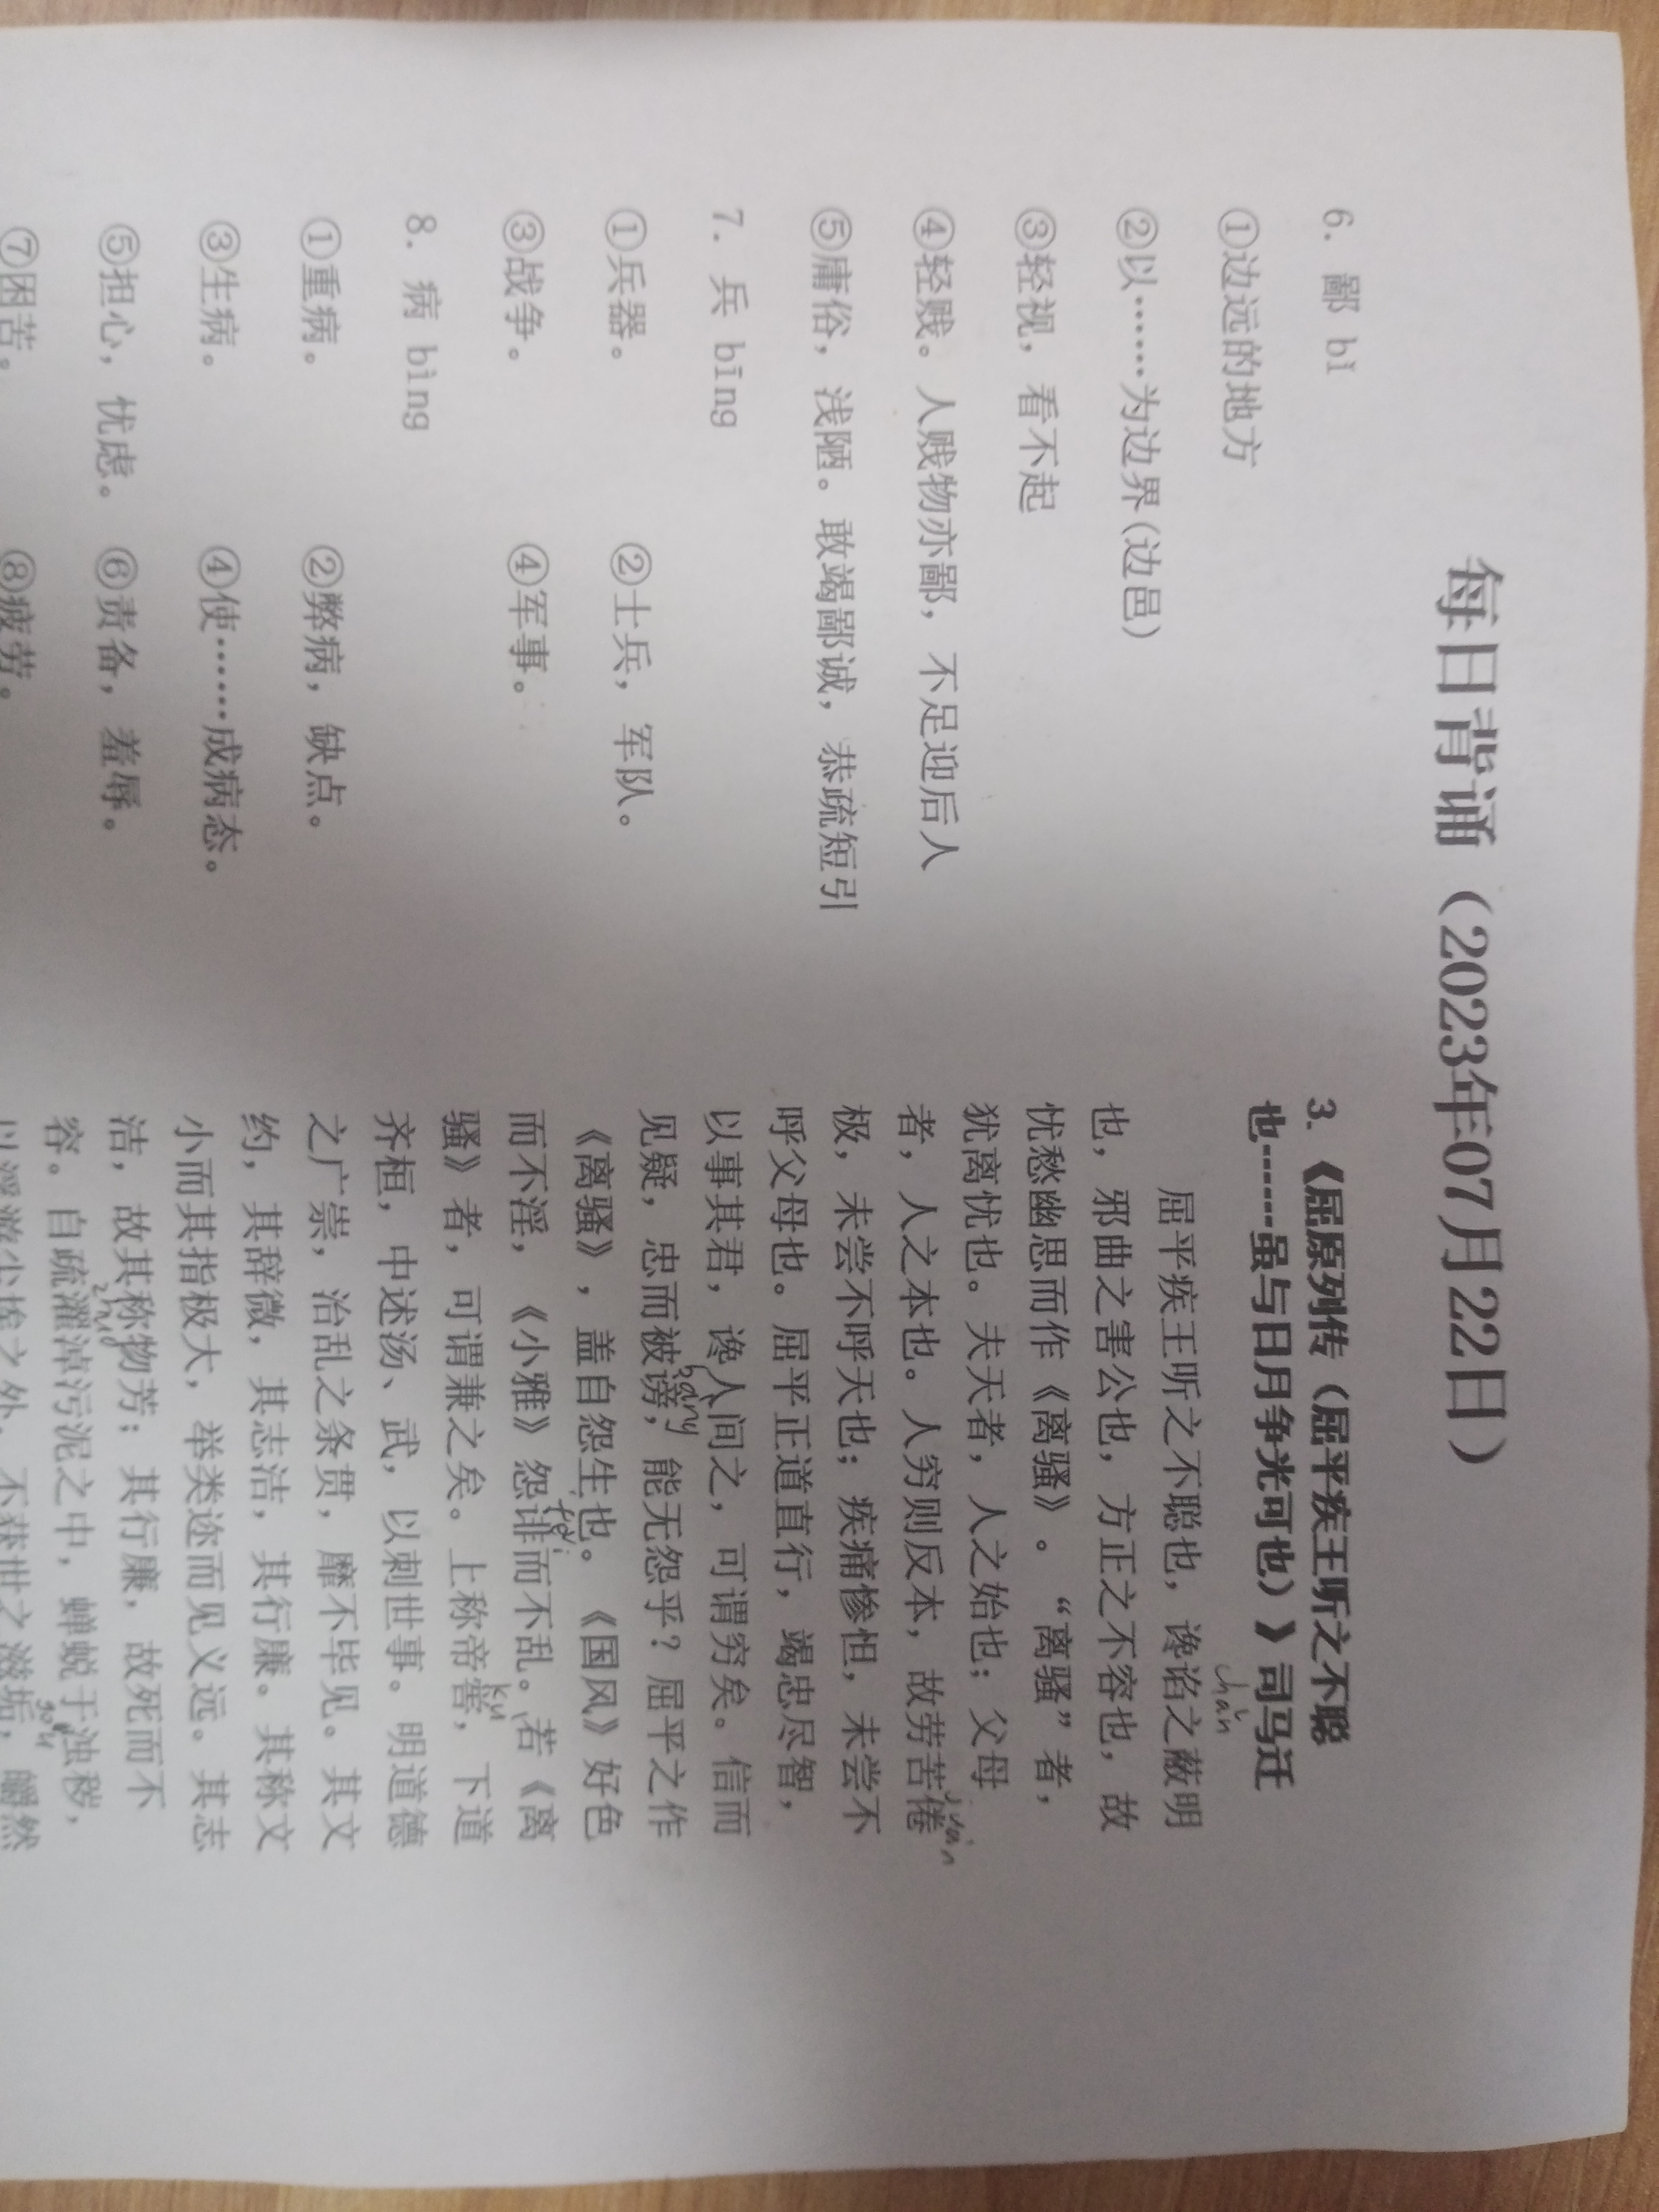 每日背诵（2023年07月22日）
6. 鄙 bǐ
①边远的地方
②以……为边界(边邑)
③轻视，看不起
④轻贱。人贱物亦鄙，不足迎后人
⑤庸俗，浅陋。敢竭鄙诚，恭疏短引
7. 兵 bīng
①兵器。 ②士兵，军队。
③战争。 ④军事。
8. 病 bìng
①重病。 ②弊病，缺点。
③生病。 ④使……成病态。
⑤担心，忧虑。 ⑥责备，羞辱。
⑦困苦。 ⑧疲劳。
3. 《屈原列传（屈平疾王听之不聪
也------虽与日月争光可也）》司马迁
chǎn
屈平疾王听之不聪也，谗谄之蔽明
也，邪曲之害公也，方正之不容也，故
忧愁幽思而作《离骚》。“离骚”者，
犹离忧也。夫天者，人之始也；父母
juàn
者，人之本也。人穷则反本，故劳苦倦
极，未尝不呼天也；疾痛惨怛，未尝不
呼父母也。屈平正道直行，竭忠尽智，
以事其君，谗人间之，可谓穷矣。信而
bàng
见疑，忠而被谤，能无怨乎？屈平之作
《离骚》，盖自怨生也。《国风》好色
fěi
而不淫，《小雅》怨诽而不乱。若《离
kù
骚》者，可谓兼之矣。上称帝喾，下道
齐桓，中述汤、武，以刺世事。明道德
之广崇，治乱之条贯，靡不毕见。其文
约，其辞微，其志洁，其行廉。其称文
小而其指极大，举类迩而见义远。其志
洁，故其称物芳；其行廉，故死而不
zhuó
容。自疏濯淖污泥之中，蝉蜕于浊秽，
gòu
以浮游尘埃之外，不获世之滋垢，皭然